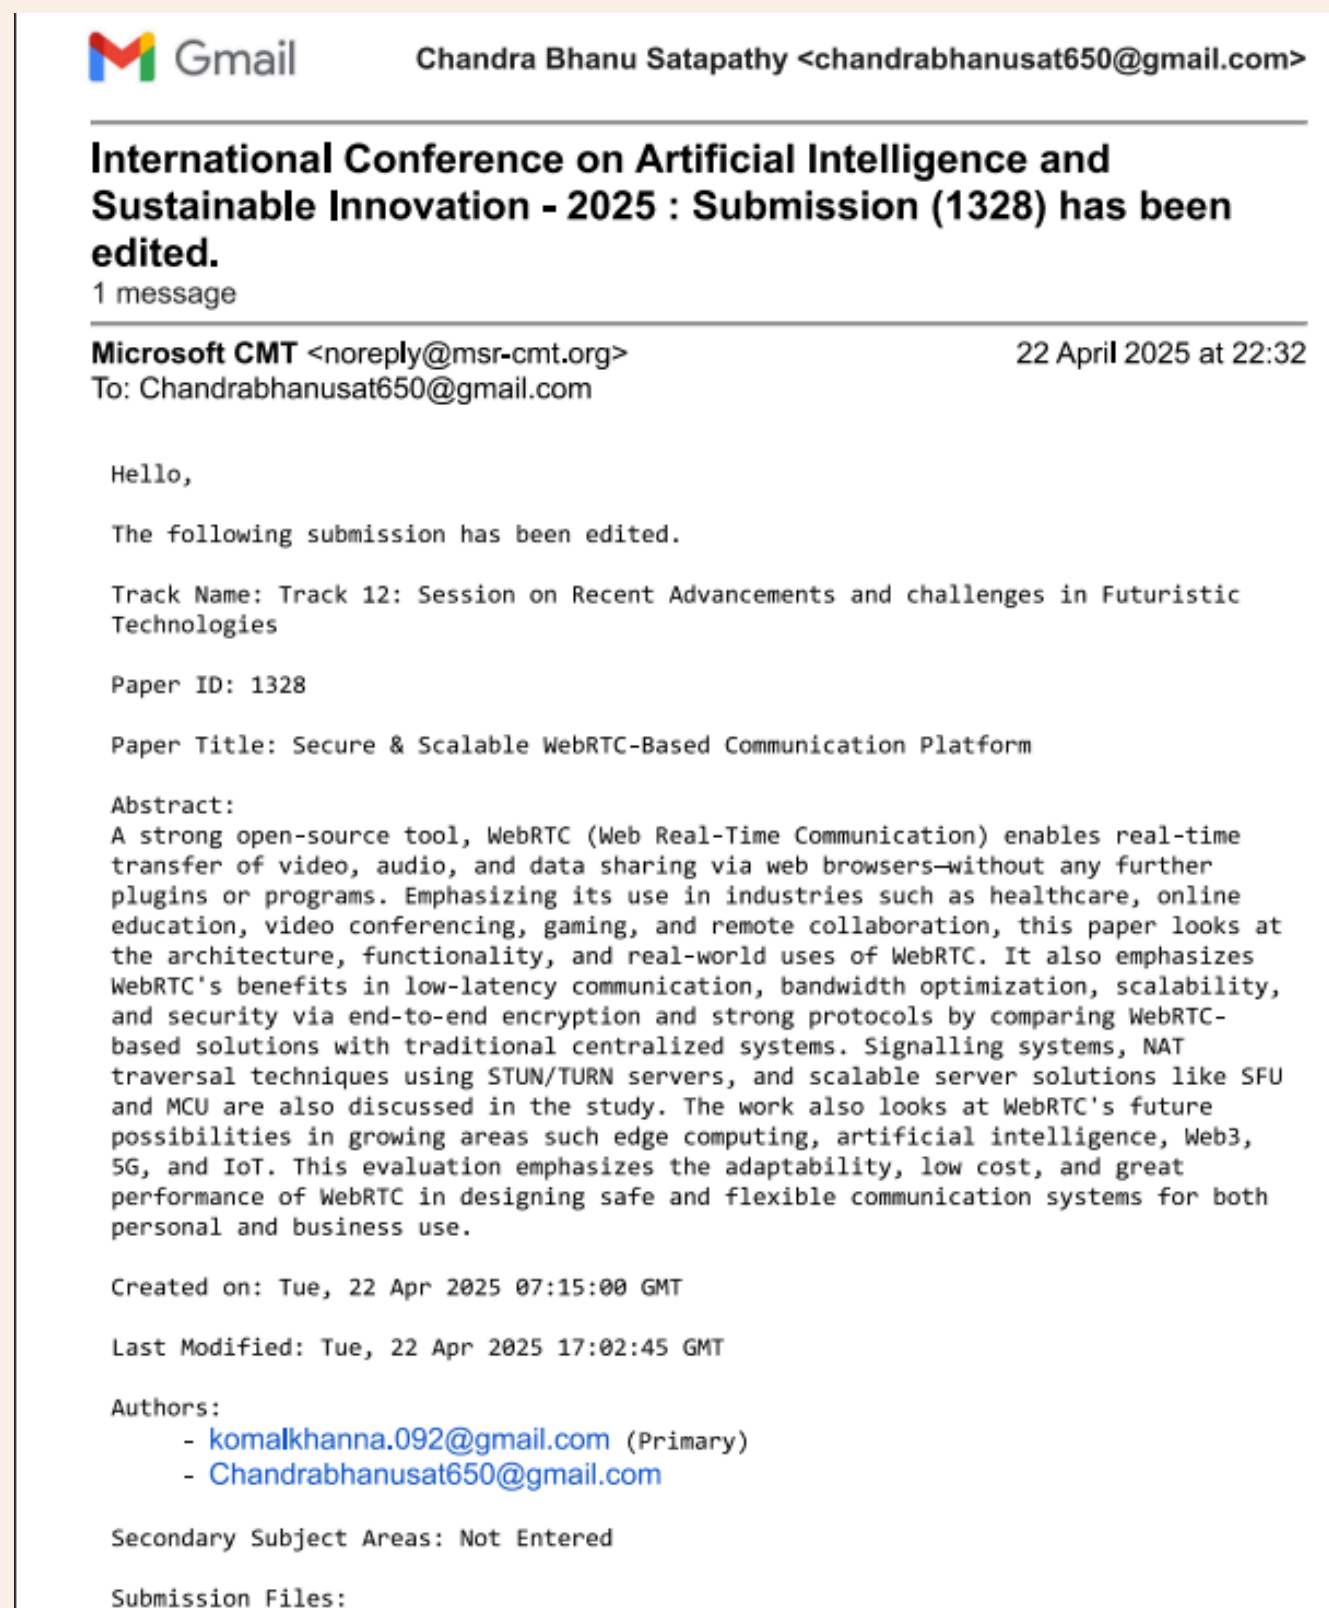 Gmail
Chandra Bhanu Satapathy <chandrabhanusat650@gmail.com>
International Conference on Artificial Intelligence and
Sustainable Innovation - 2025 : Submission (1328) has been
edited.
1 message
Microsoft CMT <noreply@msr-cmt.org>
22 April 2025 at 22:32
To: Chandrabhanusat650@gmail.com
Hello,
The following submission has been edited.
Track Name: Track 12: Session on Recent Advancements and challenges in Futuristic
Technologies
Paper ID: 1328
Paper Title: Secure & Scalable WebRTC-Based Communication Platform
Abstract:
A strong open-source tool, WebRTC (Web Real-Time Communication) enables real-time
transfer of video, audio, and data sharing via web browsers—without any further
plugins or programs. Emphasizing its use in industries such as healthcare, online
education, video conferencing, gaming, and remote collaboration, this paper looks at
the architecture, functionality, and real-world uses of WebRTC. It also emphasizes
WebRTC's benefits in low-latency communication, bandwidth optimization, scalability,
and security via end-to-end encryption and strong protocols by comparing WebRTC-
based solutions with traditional centralized systems. Signalling systems, NAT
traversal techniques using STUN/TURN servers, and scalable server solutions like SFU
and MCU are also discussed in the study. The work also looks at WebRTC's future
possibilities in growing areas such edge computing, artificial intelligence, Web3,
5G, and IoT. This evaluation emphasizes the adaptability, low cost, and great
performance of WebRTC in designing safe and flexible communication systems for both
personal and business use.
Created on: Tue, 22 Apr 2025 07:15:00 GMT
Last Modified: Tue, 22 Apr 2025 17:02:45 GMT
Authors:
- komalkhanna.092@gmail.com (Primary)
- Chandrabhanusat650@gmail.com
Secondary Subject Areas: Not Entered
Submission Files: